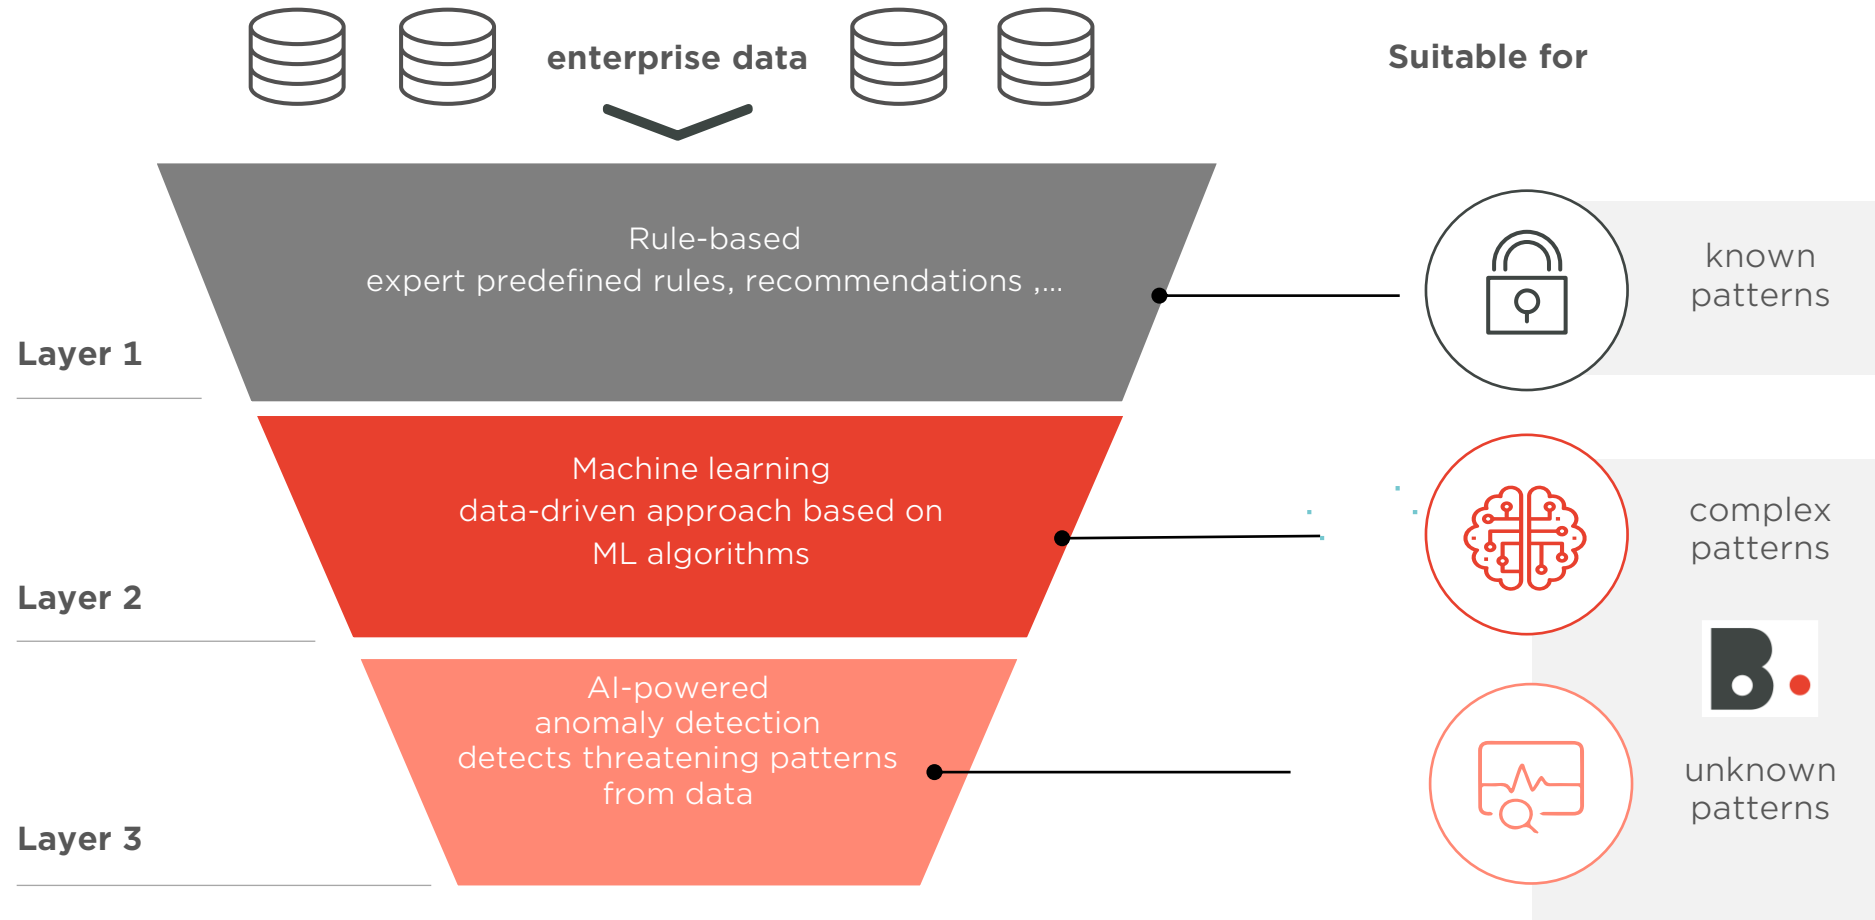 enterprise data
Suitable for
Rule-based
expert predefined rules, recommendations ,...
known
patterns
Layer 1
Machine learning
data-driven approach based on
ML algorithms
complex
patterns
Layer 2
B.
AI-powered
anomaly detection
detects threatening patterns
from data
unknown
patterns
Layer 3